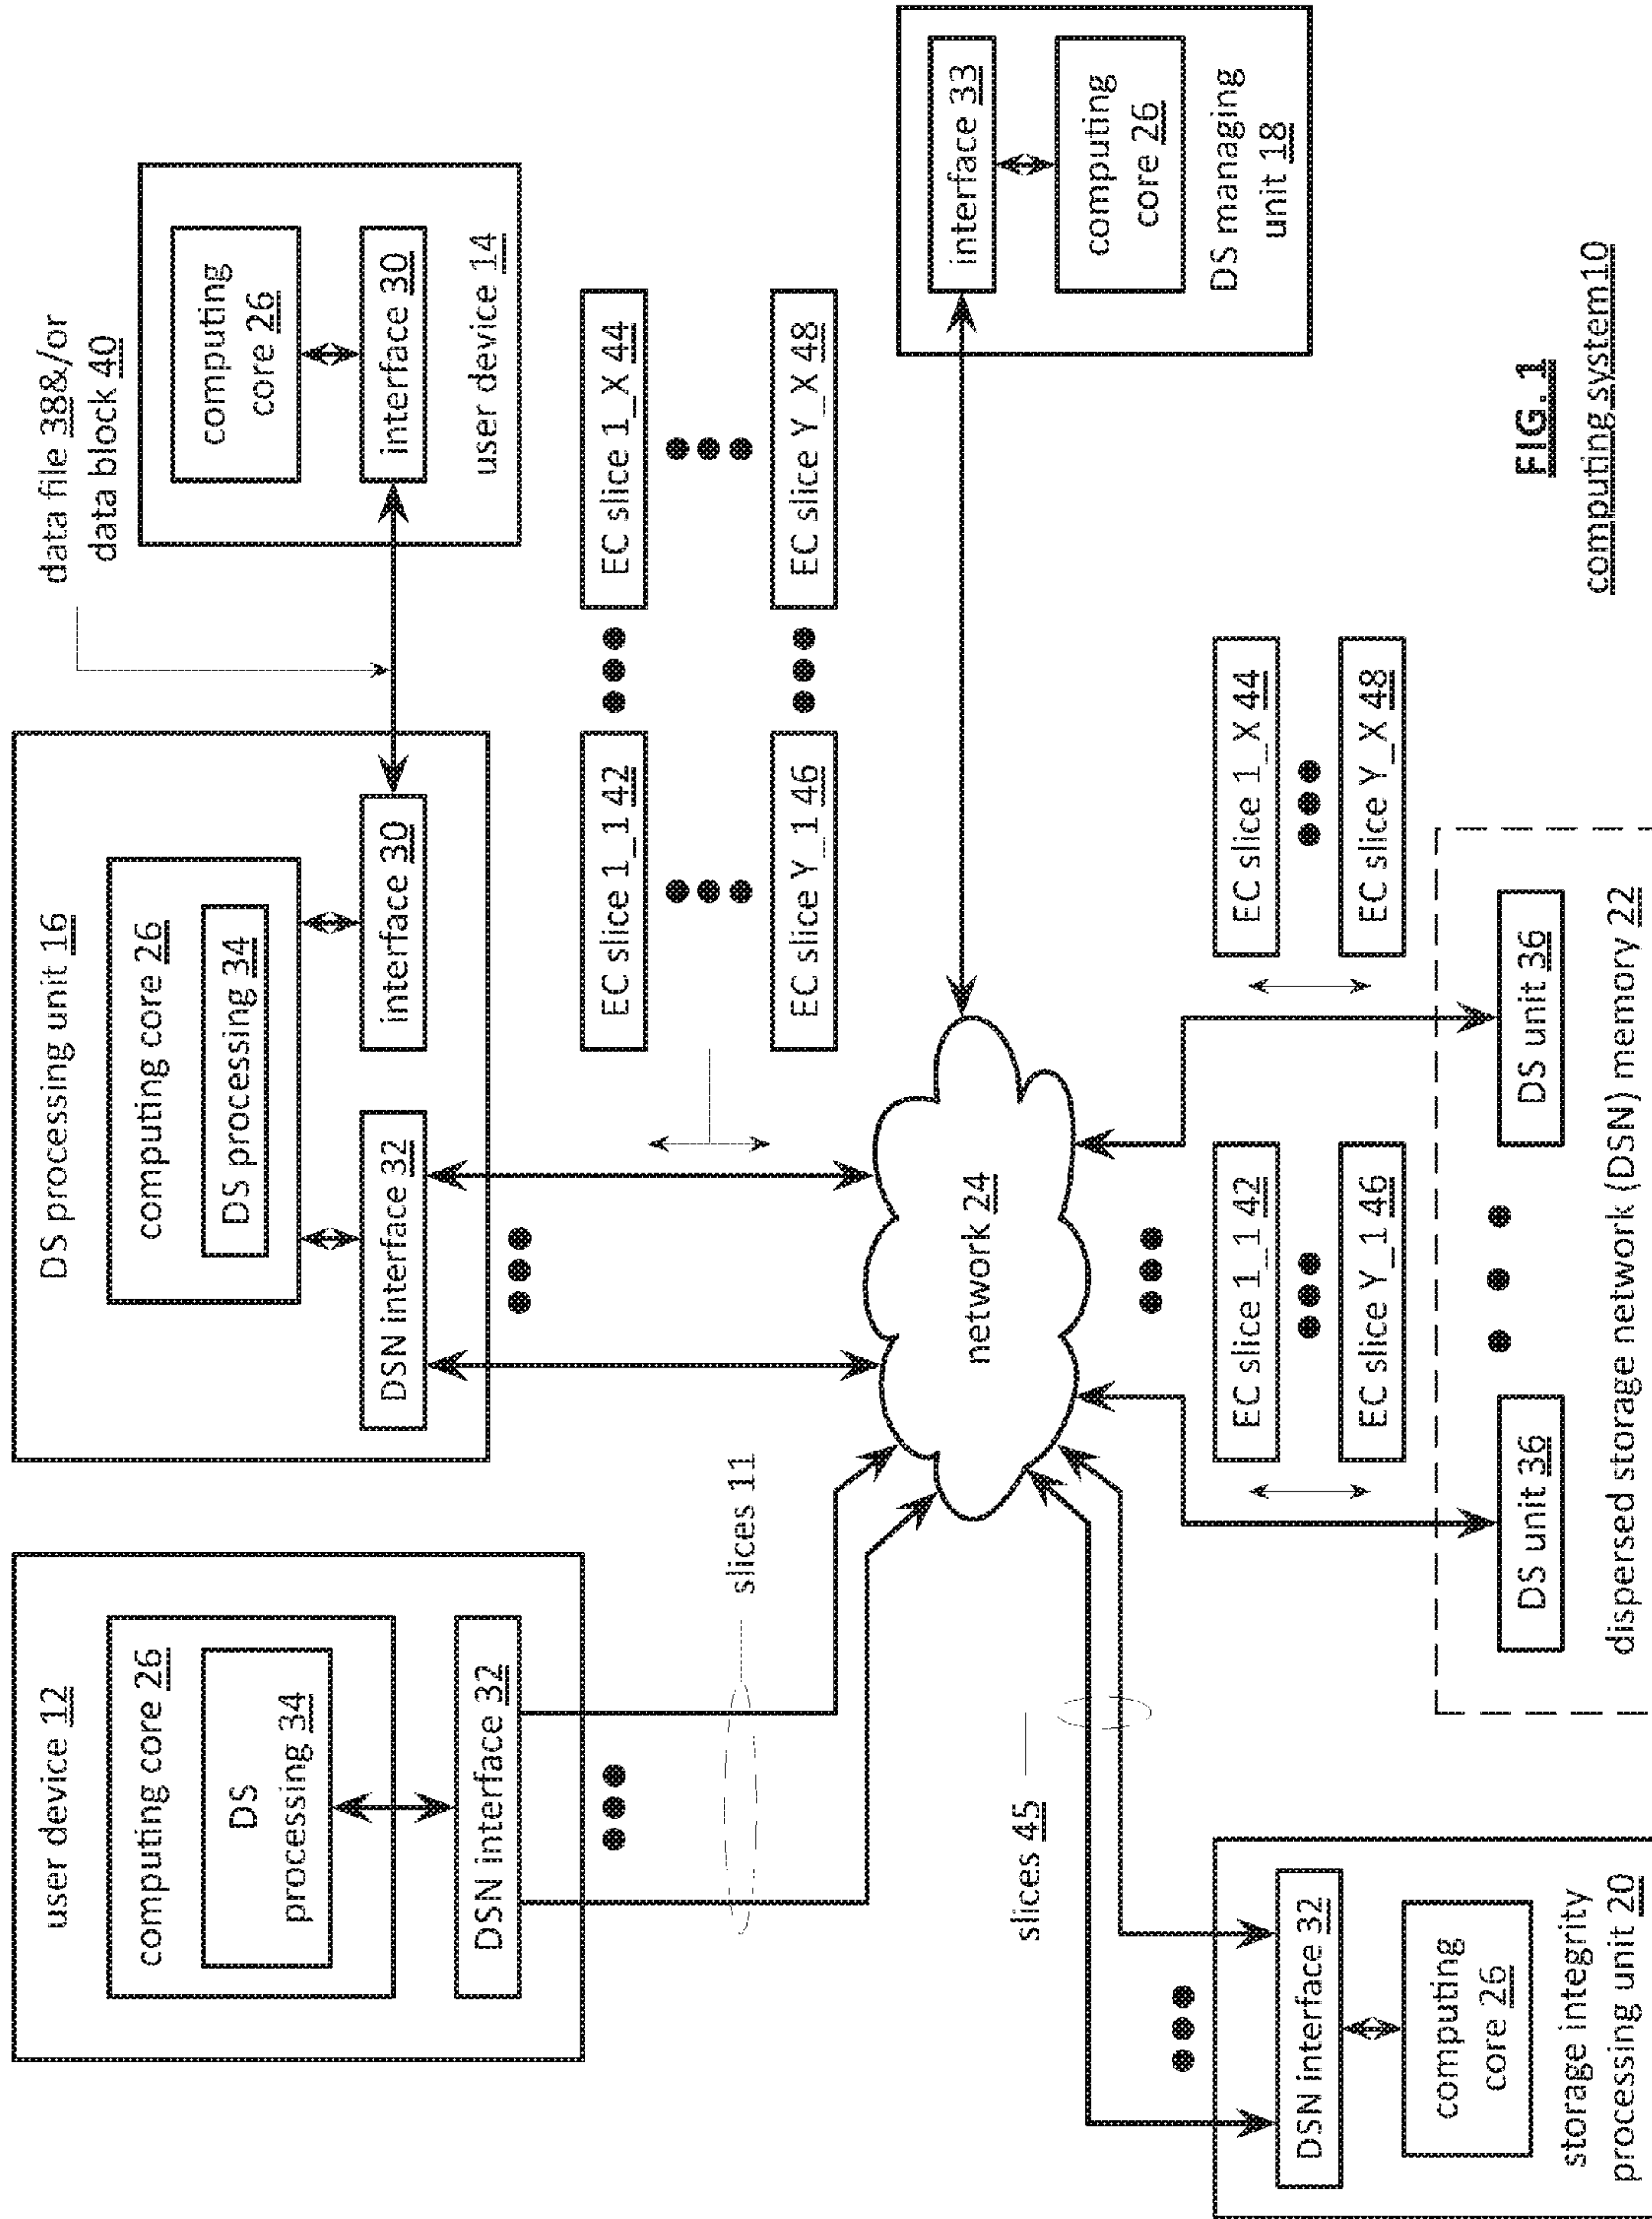 user device 12
computing core 26
DS
processing 34
DSN interface 32
slices 11
DS processing unit 16
computing core 26
DS processing 34
DSN interface 32
interface 30
data file 38&/or
data block 40
computing
core 26
interface 30
user device 14
EC slice 1_1 42
EC slice 1_X 44
EC slice Y_1 46
EC slice Y_X 48
network 24
interface 33
computing
core 26
DS managing
unit 18
slices 45
DSN interface 32
computing
core 26
storage integrity
processing unit 20
EC slice 1_1 42
EC slice Y_1 46
EC slice 1_X 44
EC slice Y_X 48
DS unit 36
DS unit 36
dispersed storage network (DSN) memory 22
FIG. 1
computing system10